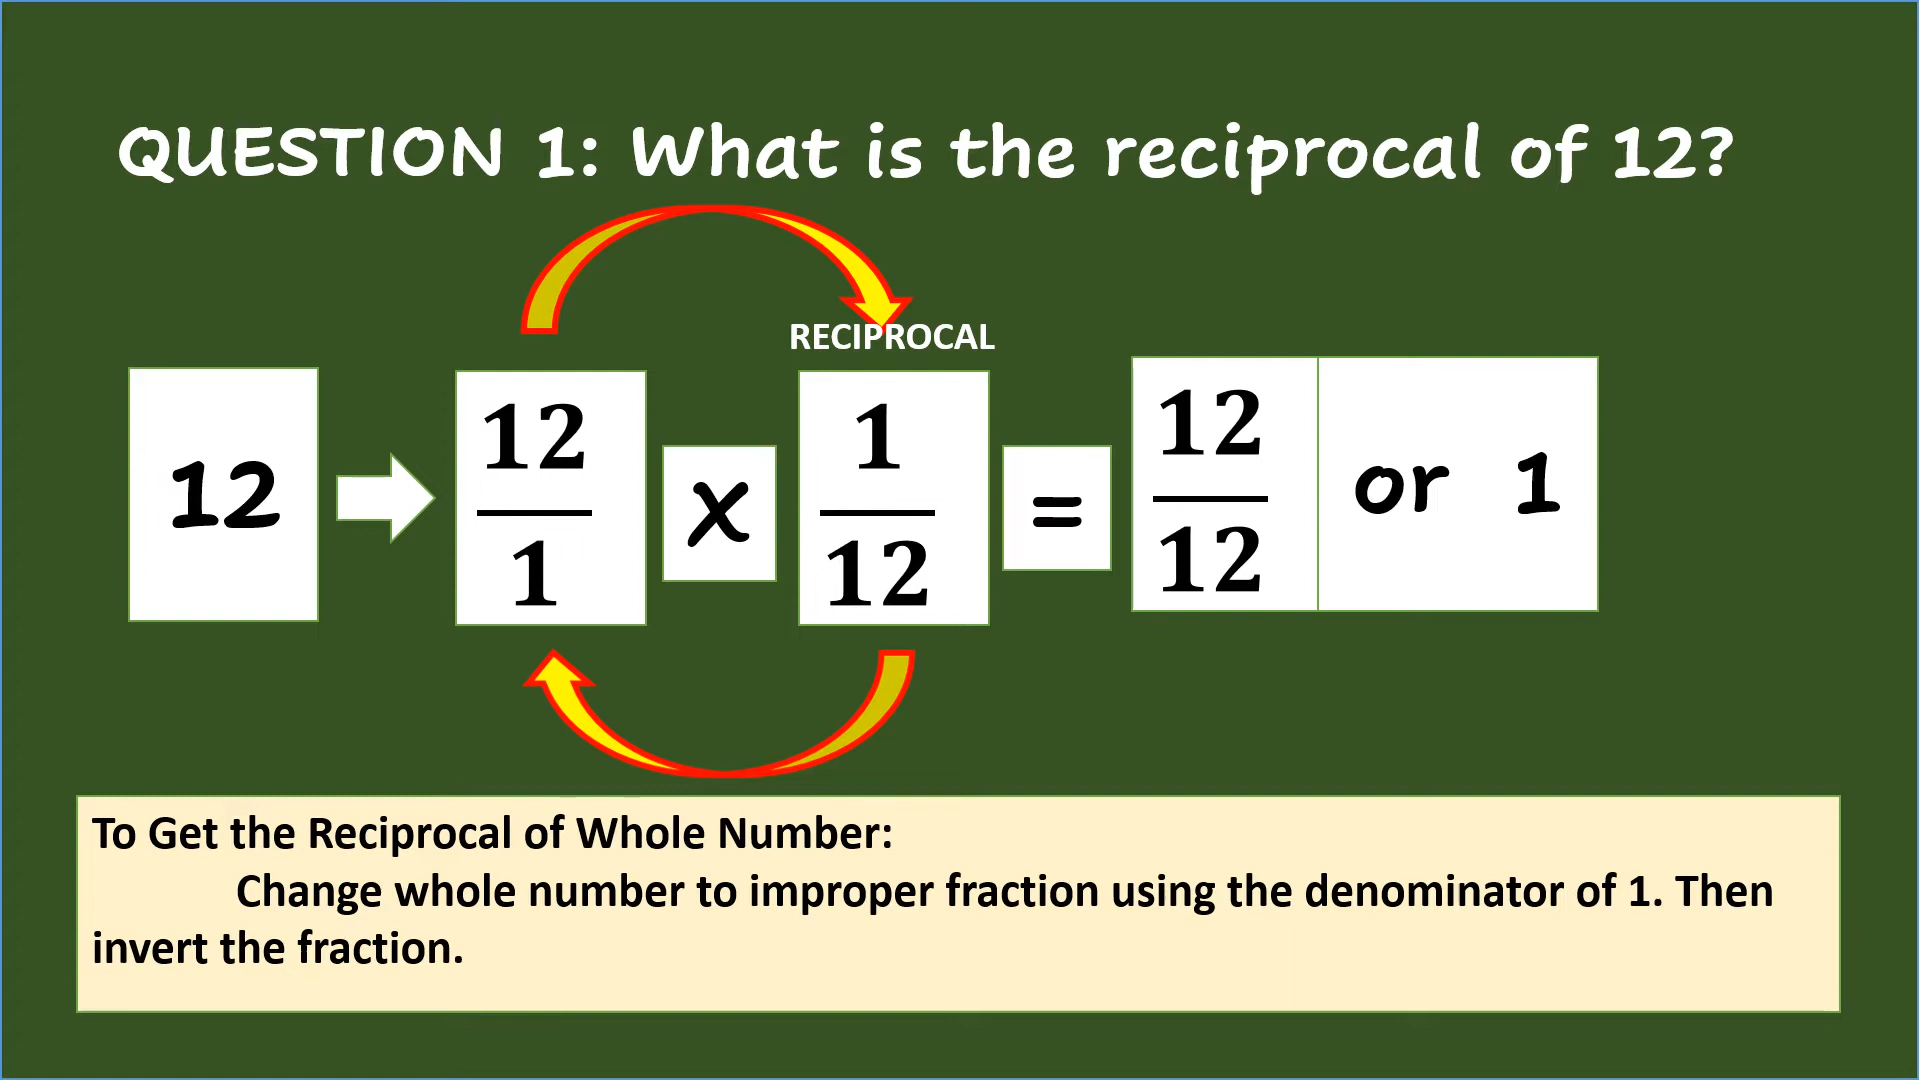 QUESTION 1: What is the reciprocal of 12?
RECIPROCAL
12
12
1
x
1
12
=
12
12
or 1
To Get the Reciprocal of Whole Number:
Change whole number to improper fraction using the denominator of 1. Then
invert the fraction.